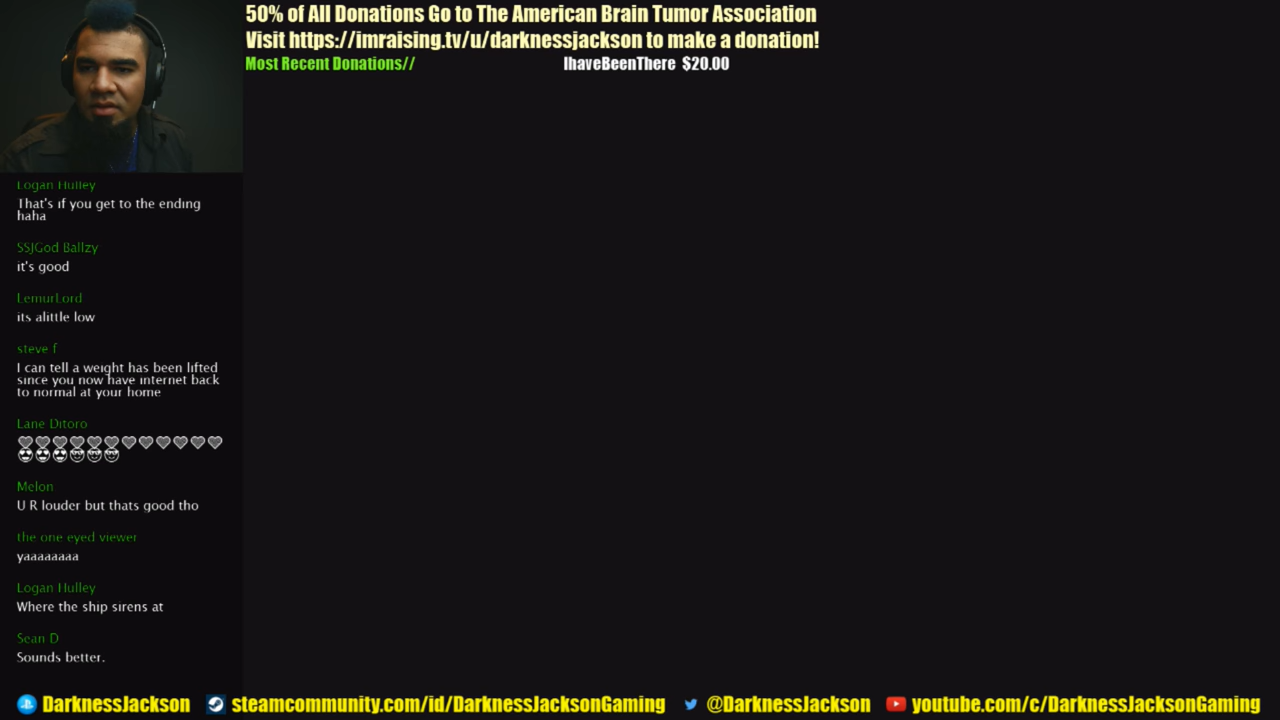 50% of All Donations Go to The American Brain Tumor Association
Visit https://imraising.tv/u/darknessjackson to make a donation!
Most Recent Donations// IhaveBeenThere $20.00
Logan Hulley
That's if you get to the ending
haha
SSJGod Ballzy
it's good
LemurLord
its alittle low
steve f
I can tell a weight has been lifted
since you now have internet back
to normal at your home
Lane Ditoro
Melon
U R louder but thats good tho
the one eyed viewer
yaaaaaaaa
Logan Hulley
Where the ship sirens at
Sean D
Sounds better.
DarknessJackson steamcommunity.com/id/DarknessJacksonGaming @DarknessJackson youtube.com/c/DarknessJacksonGaming